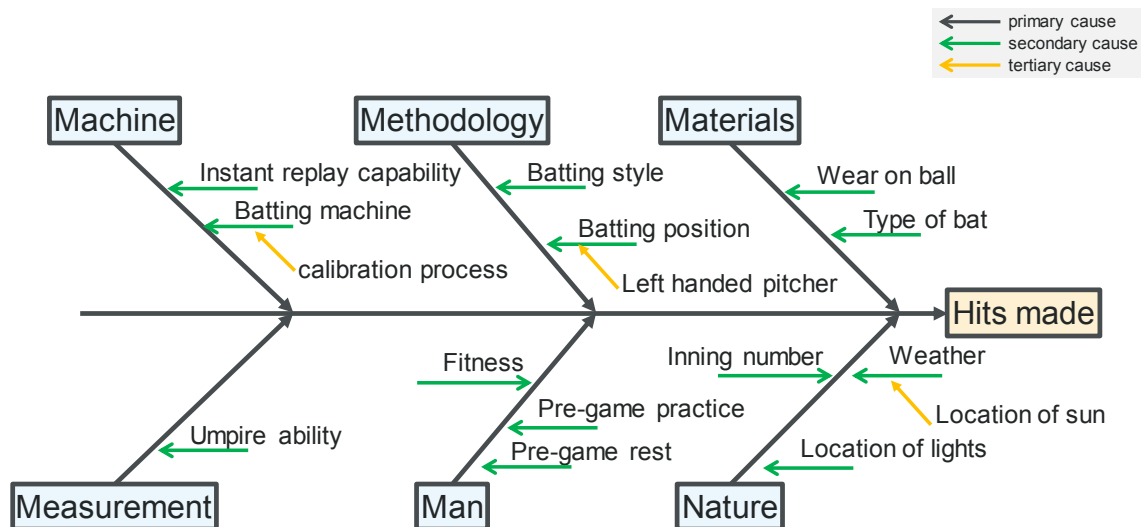 primary cause
secondary cause
tertiary cause
Machine
Methodology
Materials
Instant replay capability
Batting style
Wear on ball
Batting machine
Batting position
Type of bat
calibration process
Left handed pitcher
Hits made
Fitness
Inning number
Weather
Pre-game practice
Location of sun
Umpire ability
Pre-game rest
Location of lights
Measurement
Man
Nature